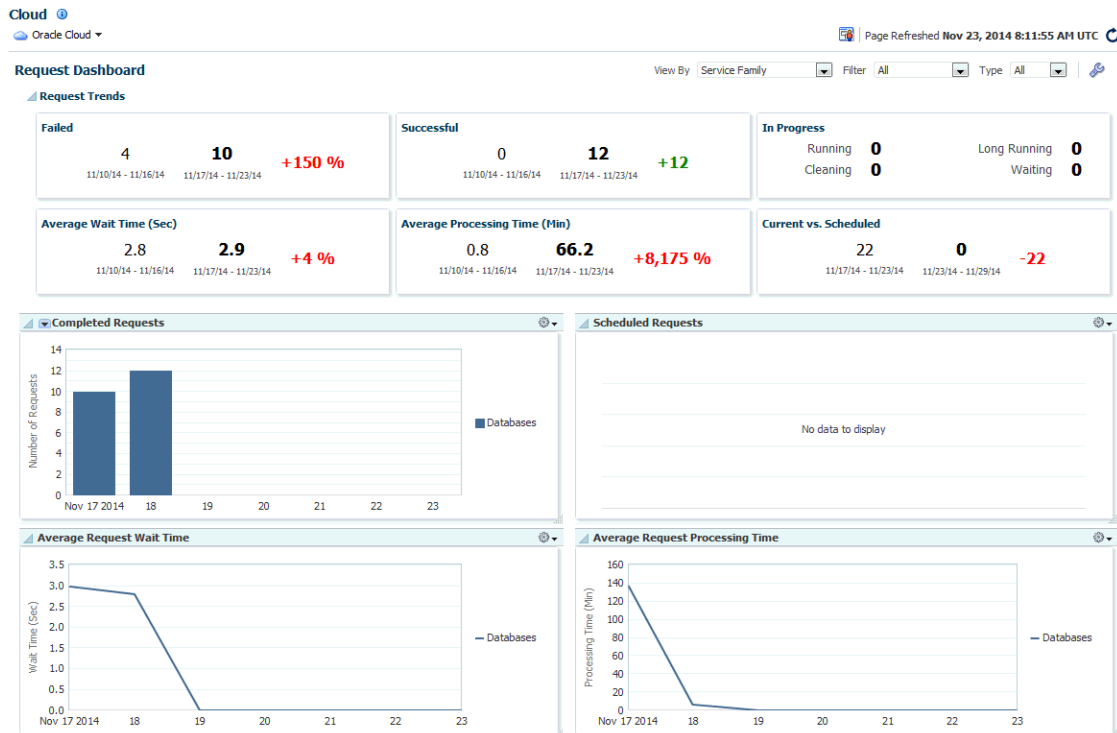 Cloud
Oracle Cloud
Page Refreshed Nov 23, 2014 8:11:55 AM UTC
Request Dashboard
View By Service Family Filter All Type All
Request Trends
Failed
4 10 +150 %
11/10/14 - 11/16/14 11/17/14 - 11/23/14
Successful
0 12 +12
11/10/14 - 11/16/14 11/17/14 - 11/23/14
In Progress
Running 0 Long Running 0
Cleaning 0 Waiting 0
Average Wait Time (Sec)
2.8 2.9 +4 %
11/10/14 - 11/16/14 11/17/14 - 11/23/14
Average Processing Time (Min)
0.8 66.2 +8,175 %
11/10/14 - 11/16/14 11/17/14 - 11/23/14
Current vs. Scheduled
22 0 -22
11/17/14 - 11/23/14 11/23/14 - 11/29/14
Completed Requests
Number of Requests
14
12
10
8
6
4
2
0
Nov 17 2014 18 19 20 21 22 23
Databases
Scheduled Requests
No data to display
Average Request Wait Time
Wait Time (Sec)
3.5
3.0
2.5
2.0
1.5
1.0
0.5
0.0
Nov 17 2014 18 19 20 21 22 23
Databases
Average Request Processing Time
Processing Time (Min)
160
140
120
100
80
60
40
20
0
Nov 17 2014 18 19 20 21 22 23
Databases